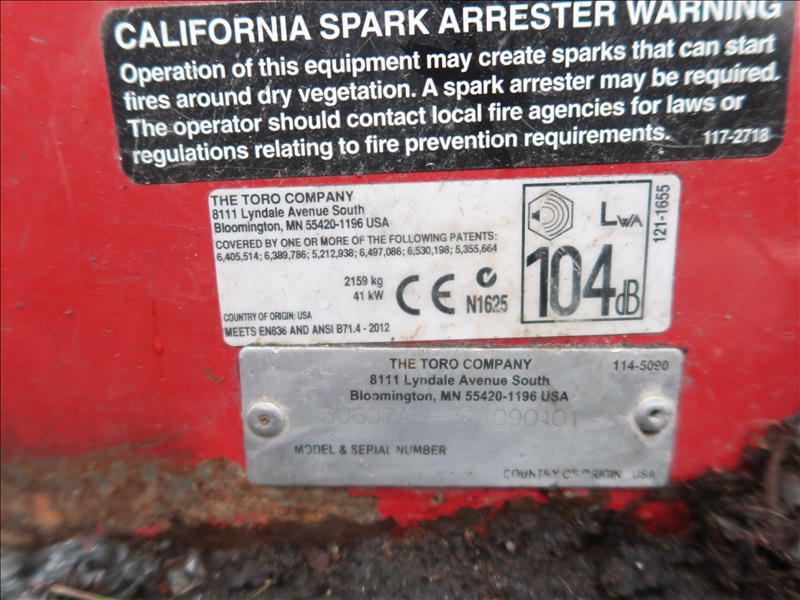 CALIFORNIA SPARK ARRESTER WARNING
Operation of this equipment may create sparks that can start
fires around dry vegetation. A spark arrester may be required.
The operator should contact local fire agencies for laws or
regulations relating to fire prevention requirements. 117-2718
THE TORO COMPANY
8111 Lyndale Avenue South
Bloomington, MN 55420-1196 USA
COVERED BY ONE OR MORE OF THE FOLLOWING PATENTS:
6,405,514; 6,389,786; 5,212,938; 6,497,086; 6,530,198; 5,355,664
2159 kg
41 kW
CE N1625
COUNTRY OF ORIGIN: USA
MEETS EN836 AND ANSI B71.4 - 2012
LWA
104dB
121-1655
THE TORO COMPANY 114-5090
8111 Lyndale Avenue South
Bloomington, MN 55420-1196 USA
MODEL & SERIAL NUMBER
COUNTRY OF ORIGIN USA